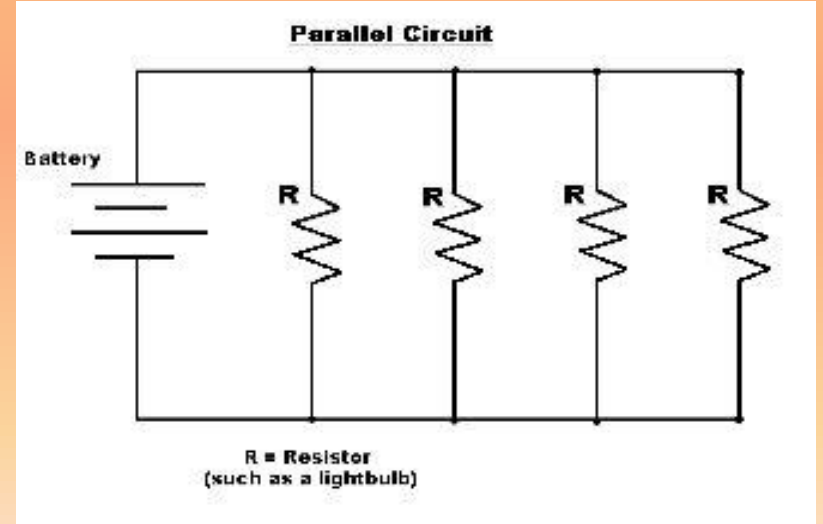 Parallel Circuit
Battery
R
R
R
R
R = Resistor
(such as a lightbulb)